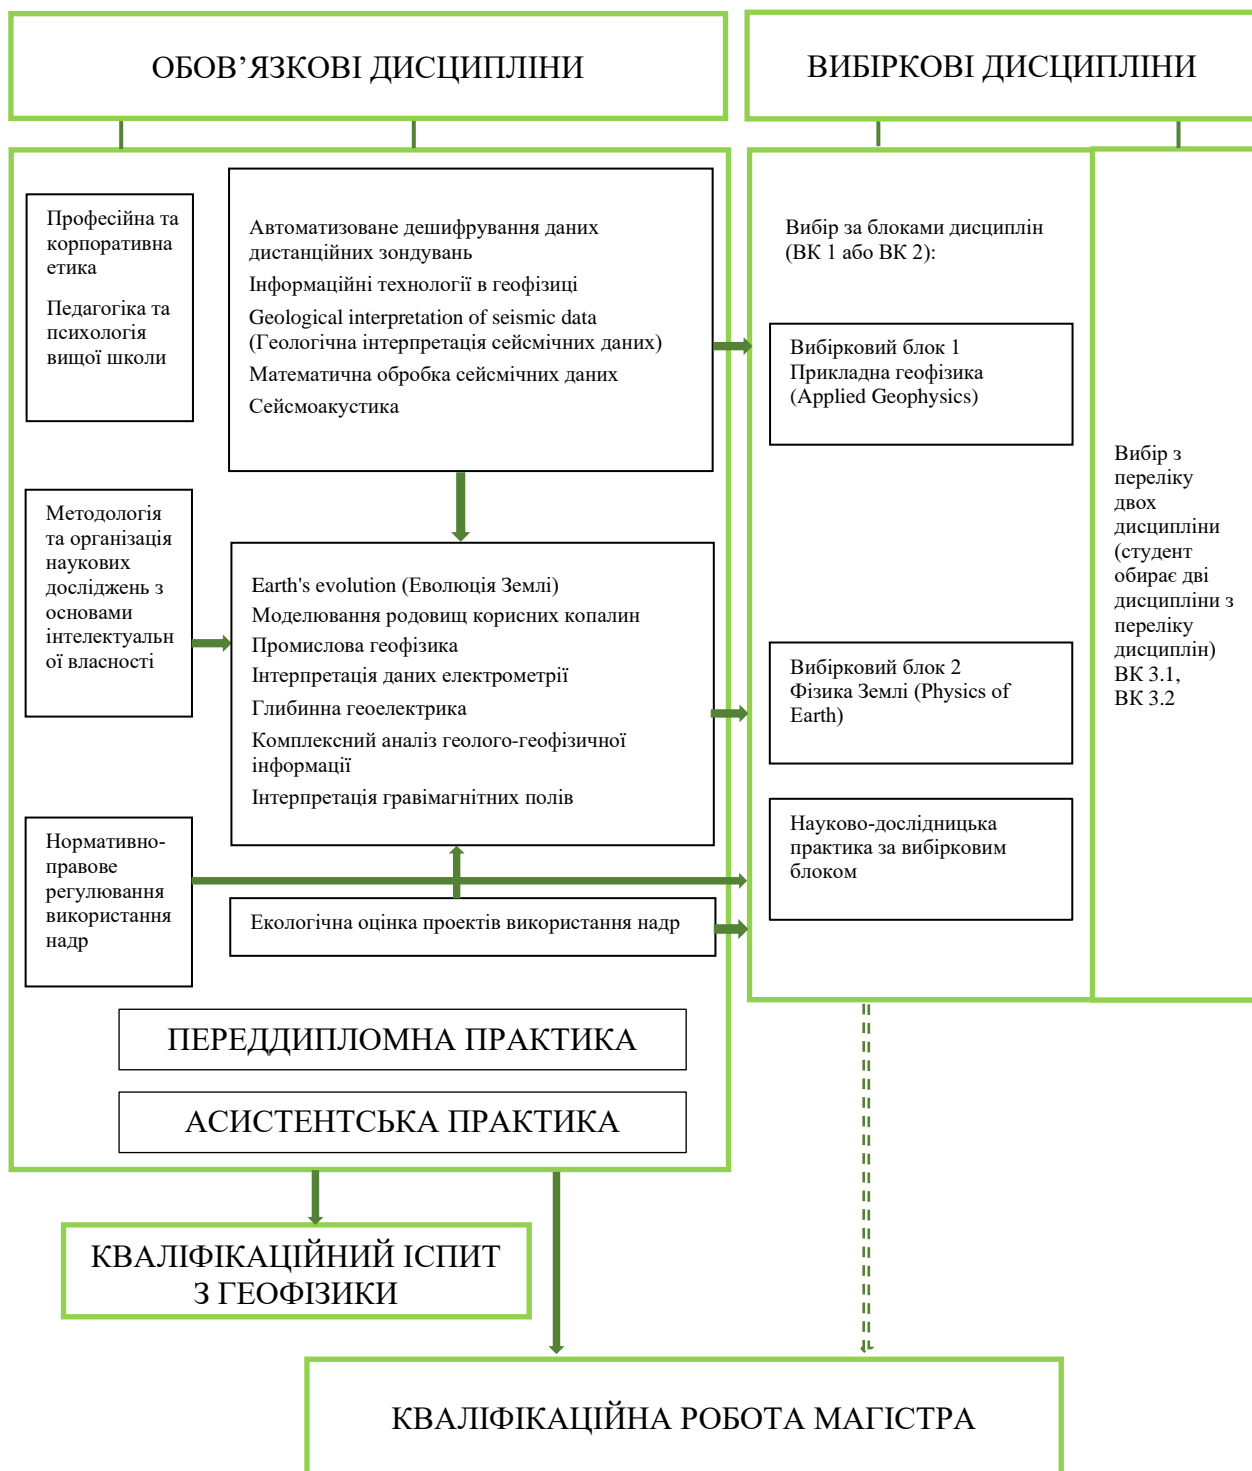 ОБОВ’ЯЗКОВІ ДИСЦИПЛІНИ
ВИБІРКОВІ ДИСЦИПЛІНИ
Професійна та
корпоративна
етика
Педагогіка та
психологія
вищої школи
Автоматизоване дешифрування даних
дистанційних зондувань
Інформаційні технології в геофізиці
Geological interpretation of seismic data
(Геологічна інтерпретація сейсмічних даних)
Математична обробка сейсмічних даних
Сейсмоакустика
Вибір за блоками дисциплін
(ВК 1 або ВК 2):
Вибірковий блок 1
Прикладна геофізика
(Applied Geophysics)
Вибір з
переліку
двох
дисципліни
(студент
обирає дві
дисципліни з
переліку
дисциплін)
ВК 3.1,
ВК 3.2
Методологія
та організація
наукових
досліджень з
основами
інтелектуальн
ої власності
Earth's evolution (Еволюція Землі)
Моделювання родовищ корисних копалин
Промислова геофізика
Інтерпретація даних електрометрії
Глибинна геоелектрика
Комплексний аналіз геолого-геофізичної
інформації
Інтерпретація гравімагнітних полів
Вибірковий блок 2
Фізика Землі (Physics of
Earth)
Науково-дослідницька
практика за вибірковим
блоком
Нормативно-
правове
регулювання
використання
надр
Екологічна оцінка проектів використання надр
ПЕРЕДДИПЛОМНА ПРАКТИКА
АСИСТЕНТСЬКА ПРАКТИКА
КВАЛІФІКАЦІЙНИЙ ІСПИТ
З ГЕОФІЗИКИ
КВАЛІФІКАЦІЙНА РОБОТА МАГІСТРА